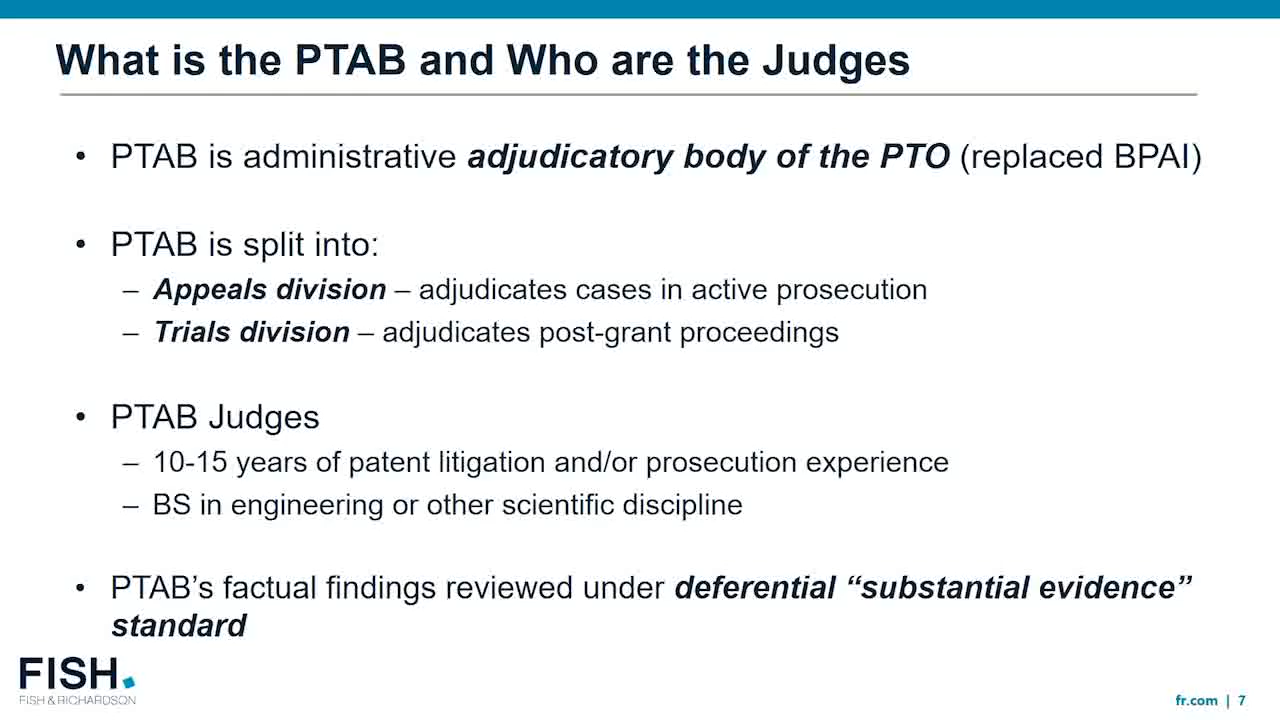 What is the PTAB and Who are the Judges
• PTAB is administrative adjudicatory body of the PTO (replaced BPAI)
• PTAB is split into:
– Appeals division – adjudicates cases in active prosecution
– Trials division – adjudicates post-grant proceedings
• PTAB Judges
– 10-15 years of patent litigation and/or prosecution experience
– BS in engineering or other scientific discipline
• PTAB’s factual findings reviewed under deferential “substantial evidence”
standard
FISH.
FISH & RICHARDSON
fr.com | 7